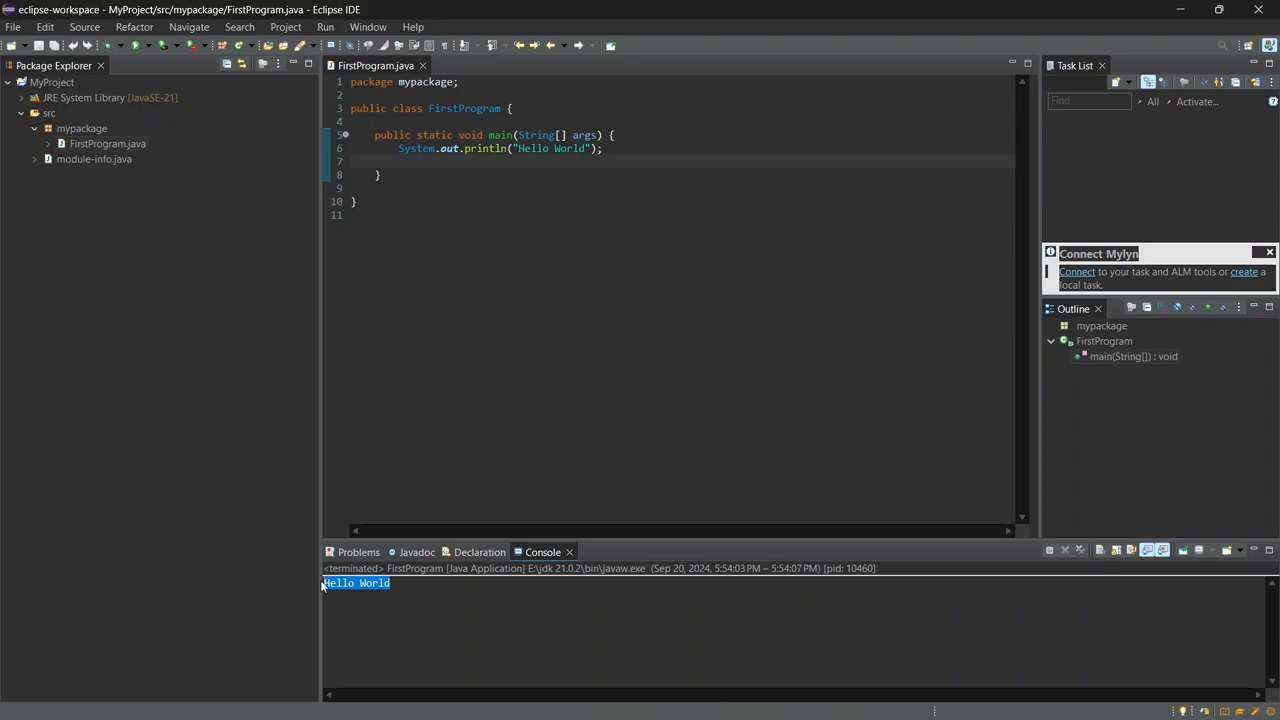 eclipse-workspace - MyProject/src/mypackage/FirstProgram.java - Eclipse IDE
File Edit Source Refactor Navigate Search Project Run Window Help
Package Explorer
MyProject
JRE System Library [JavaSE-21]
src
mypackage
FirstProgram.java
module-info.java
FirstProgram.java
1 package mypackage;
2
3 public class FirstProgram {
4
5 public static void main(String[] args) {
6 System.out.println("Hello World");
7
8 }
9
10 }
11
Task List
Find All Activate...
Connect Mylyn
Connect to your task and ALM tools or create a
local task.
Outline
mypackage
FirstProgram
main(String[]) : void
Problems Javadoc Declaration Console
<terminated> FirstProgram [Java Application] E:\jdk 21.0.2\bin\javaw.exe (Sep 20, 2024, 5:54:03 PM – 5:54:07 PM) [pid: 10460]
Hello World